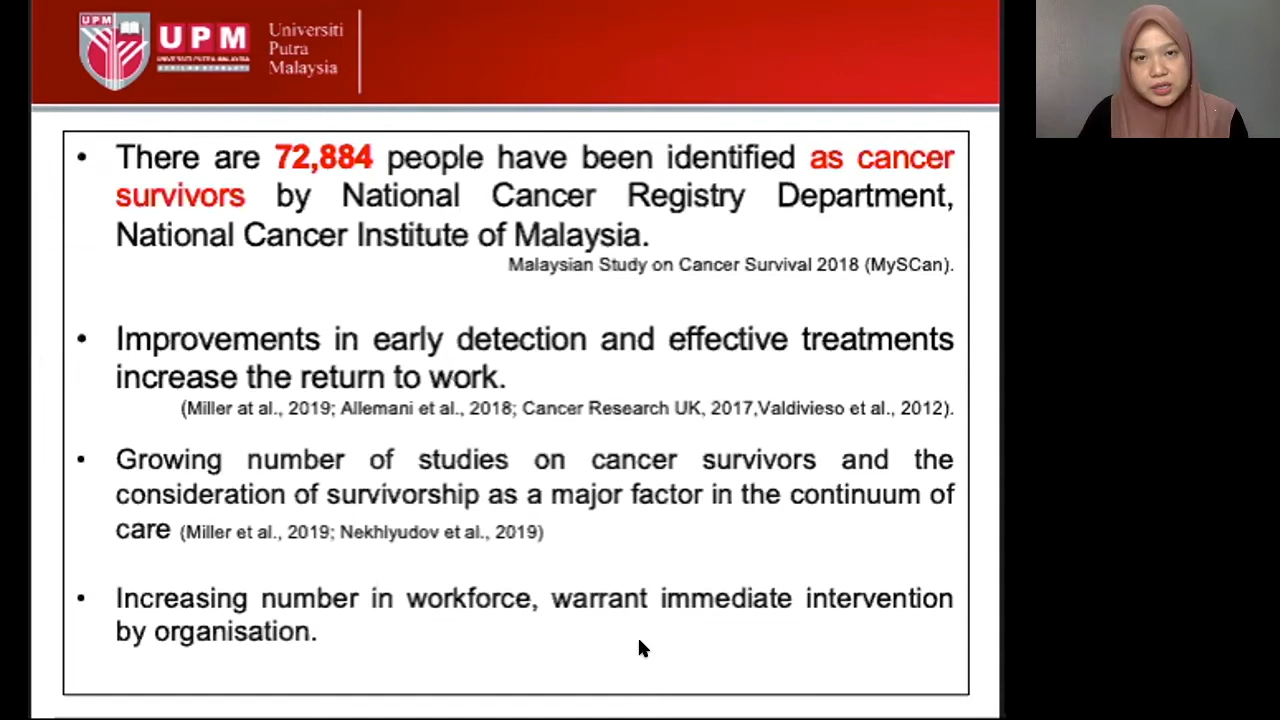 UPM
UPM
UNIVERSITI PUTRA MALAYSIA
Universiti
Putra
Malaysia
• There are 72,884 people have been identified as cancer
survivors by National Cancer Registry Department,
National Cancer Institute of Malaysia.
Malaysian Study on Cancer Survival 2018 (MySCan).
• Improvements in early detection and effective treatments
increase the return to work.
(Miller at al., 2019; Allemani et al., 2018; Cancer Research UK, 2017,Valdivieso et al., 2012).
• Growing number of studies on cancer survivors and the
consideration of survivorship as a major factor in the continuum of
care (Miller et al., 2019; Nekhlyudov et al., 2019)
• Increasing number in workforce, warrant immediate intervention
by organisation.